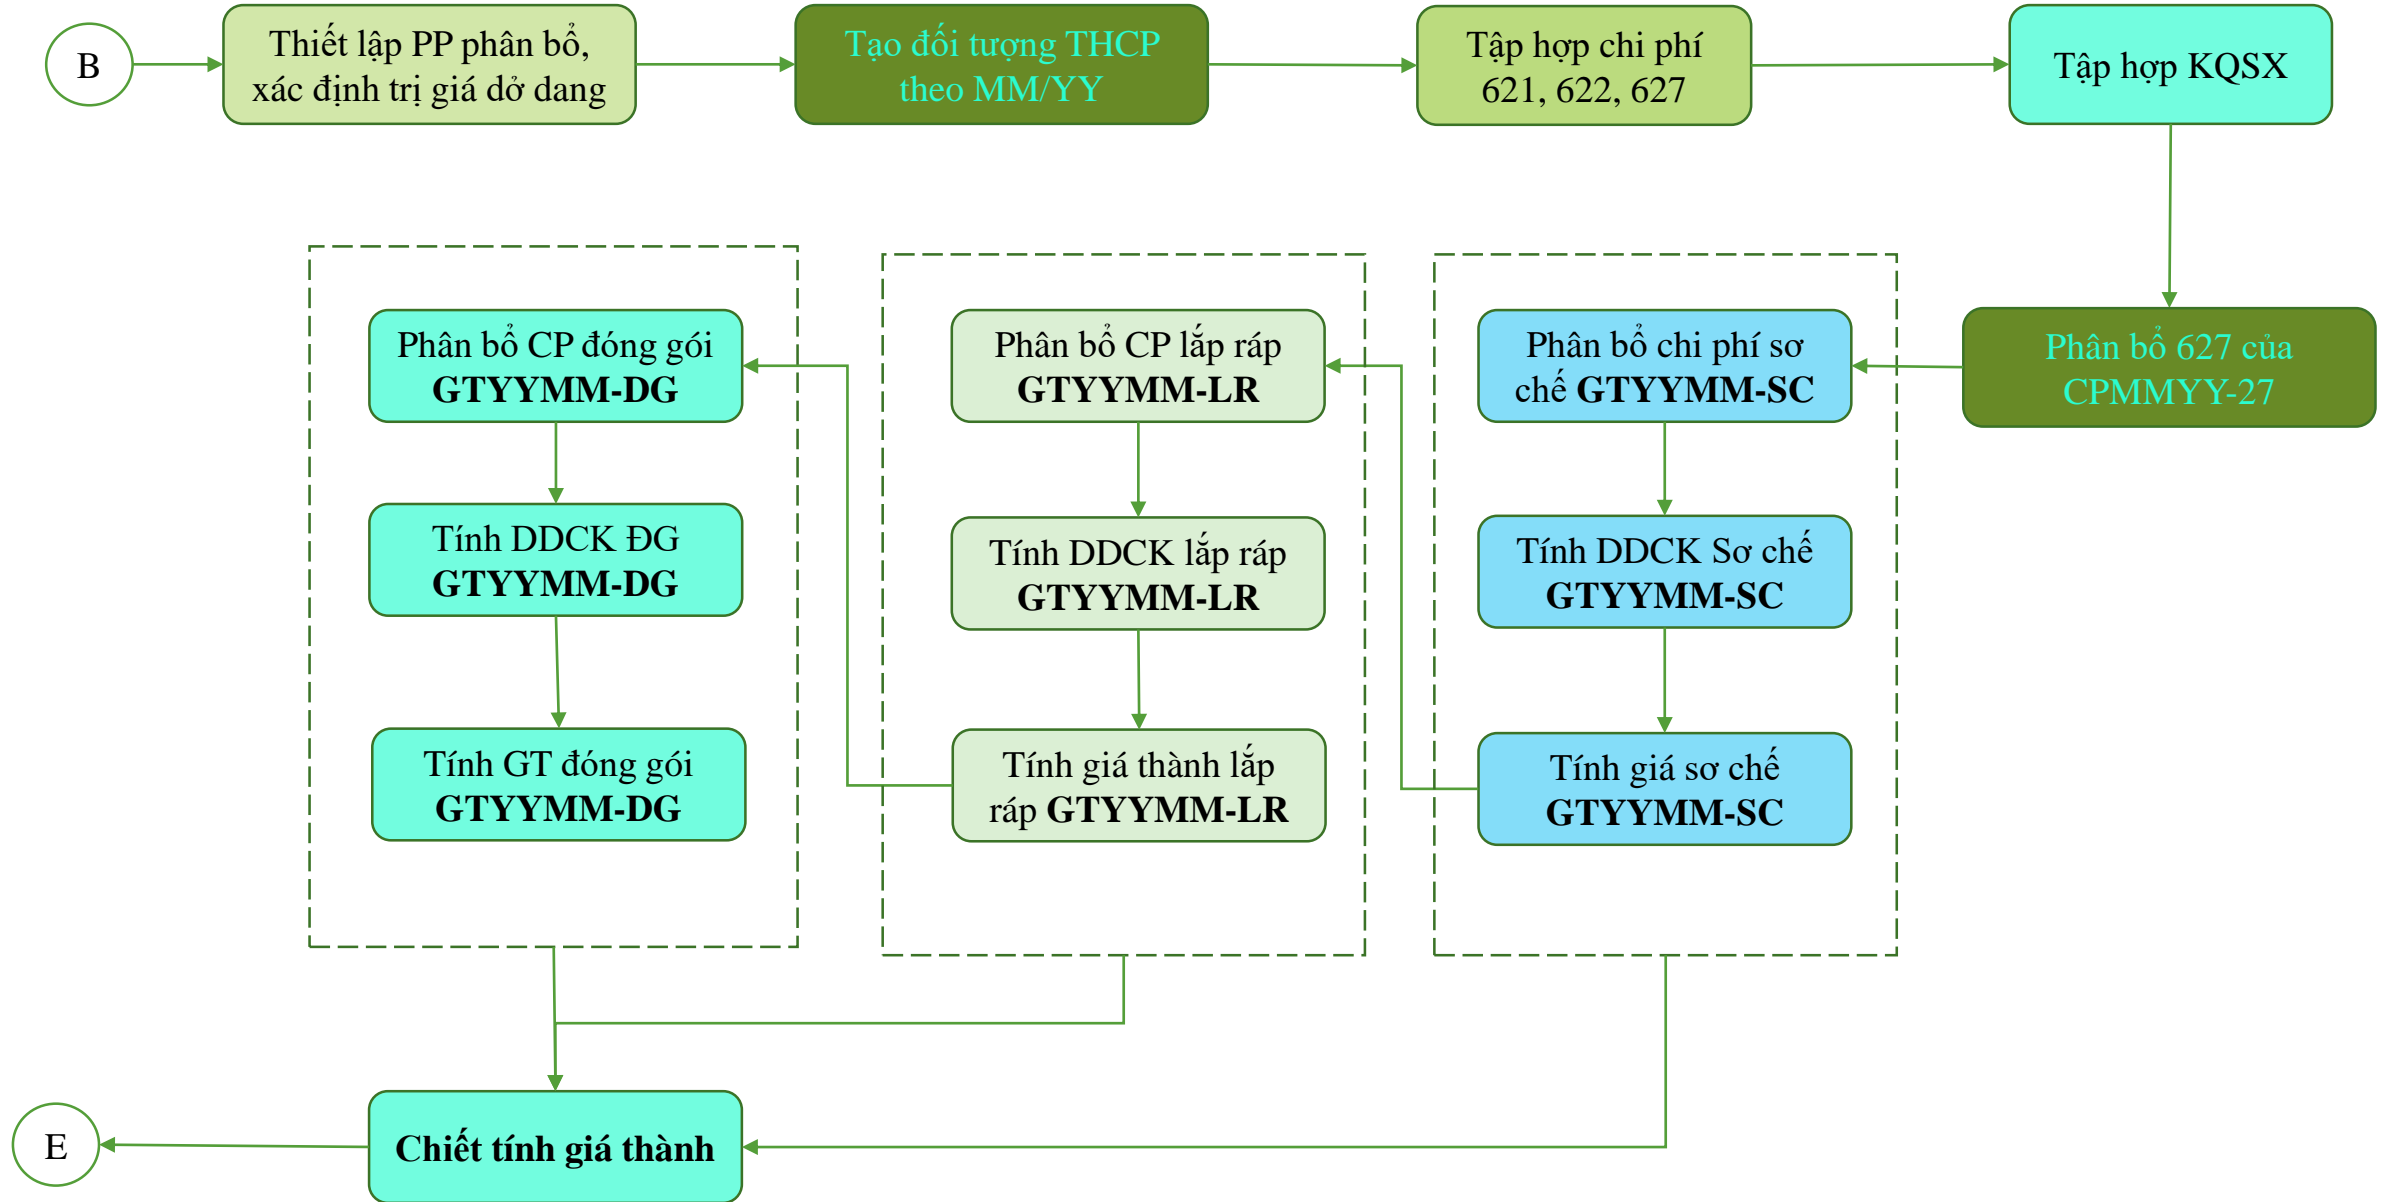 B
Thiết lập PP phân bổ,
xác định trị giá dở dang
Tạo đối tượng THCP
theo MM/YY
Tập hợp chi phí
621, 622, 627
Tập hợp KQSX
Phân bổ CP đóng gói
GTYYMM-DG
Phân bổ CP lắp ráp
GTYYMM-LR
Phân bổ chi phí sơ
chế GTYYMM-SC
Phân bổ 627 của
CPMMYY-27
Tính DDCK ĐG
GTYYMM-DG
Tính DDCK lắp ráp
GTYYMM-LR
Tính DDCK Sơ chế
GTYYMM-SC
Tính GT đóng gói
GTYYMM-DG
Tính giá thành lắp
ráp GTYYMM-LR
Tính giá sơ chế
GTYYMM-SC
E
Chiết tính giá thành